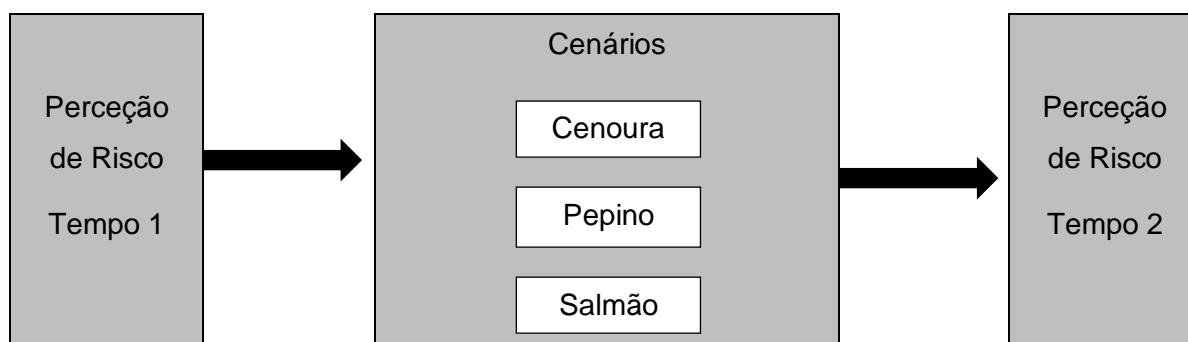 Perceção
de Risco
Tempo 1
Cenários
Cenoura
Pepino
Salmão
Perceção
de Risco
Tempo 2